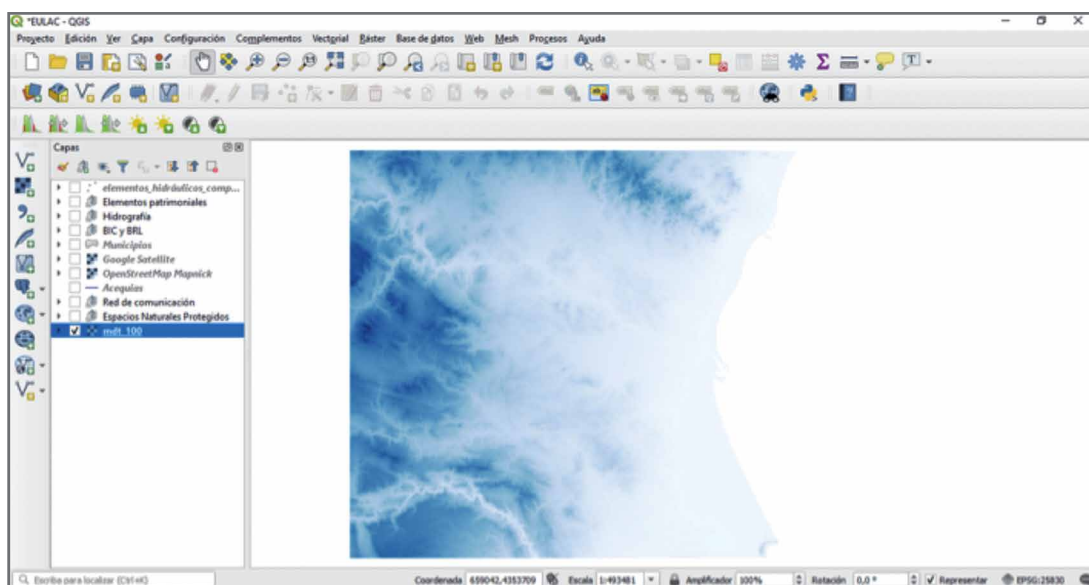 *EULAC - QGIS
Proyecto Edición Ver Capa Configuración Complementos Vectorial Ráster Base de datos Web Mesh Procesos Ayuda
Capas
elementos_hidráulicos_comp...
Elementos patrimoniales
Hidrografía
BIC y BRL
Municipios
Google Satellite
OpenStreetMap Mapnick
Acequias
Red de comunicación
Espacios Naturales Protegidos
mdt_100
Escriba para localizar (Ctrl+K) Coordenada 659042,4353709 Escala 1:493481 Amplificador 100% Rotación 0,0 ° Representar EPSG:25830